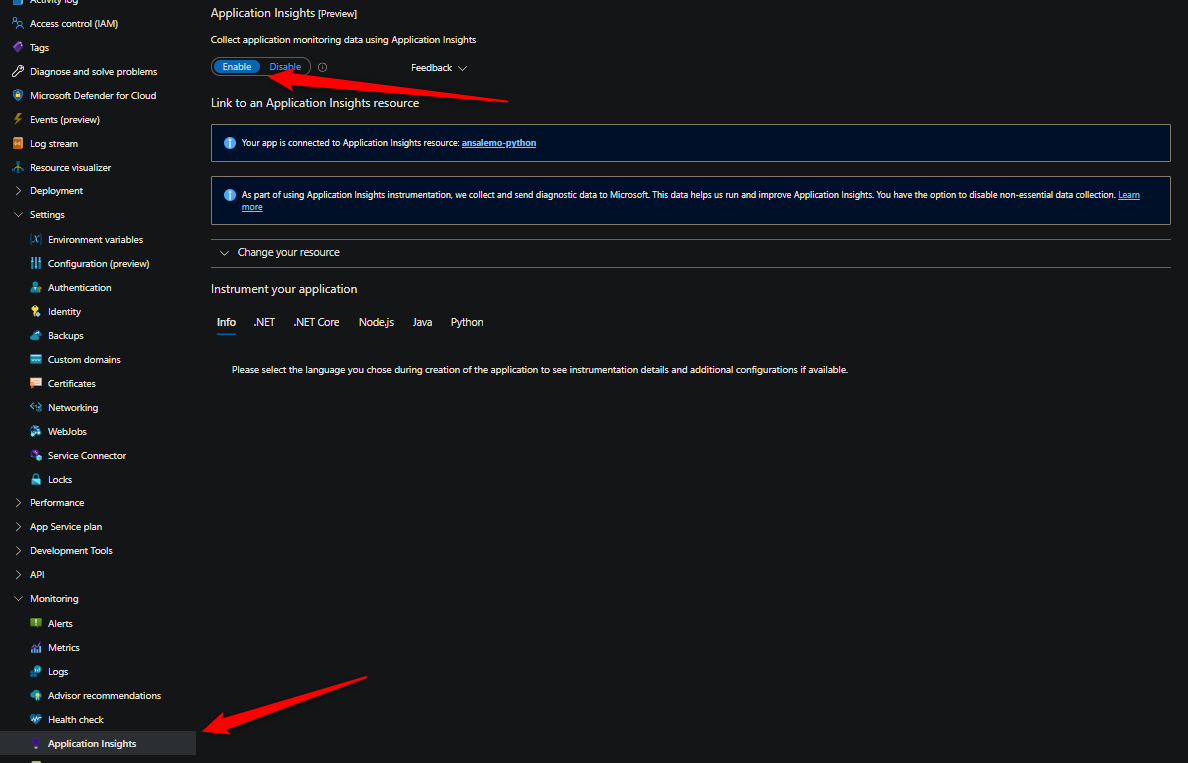 Activity log
Access control (IAM)
Tags
Diagnose and solve problems
Microsoft Defender for Cloud
Events (preview)
Log stream
Resource visualizer
Deployment
Settings
Environment variables
Configuration (preview)
Authentication
Identity
Backups
Custom domains
Certificates
Networking
WebJobs
Service Connector
Locks
Performance
App Service plan
Development Tools
API
Monitoring
Alerts
Metrics
Logs
Advisor recommendations
Health check
Application Insights
Application Insights [Preview]
Collect application monitoring data using Application Insights
Enable Disable Feedback
Link to an Application Insights resource
Your app is connected to Application Insights resource: ansalemo-python
As part of using Application Insights instrumentation, we collect and send diagnostic data to Microsoft. This data helps us run and improve Application Insights. You have the option to disable non-essential data collection. Learn
more
Change your resource
Instrument your application
Info .NET .NET Core Node.js Java Python
Please select the language you chose during creation of the application to see instrumentation details and additional configurations if available.